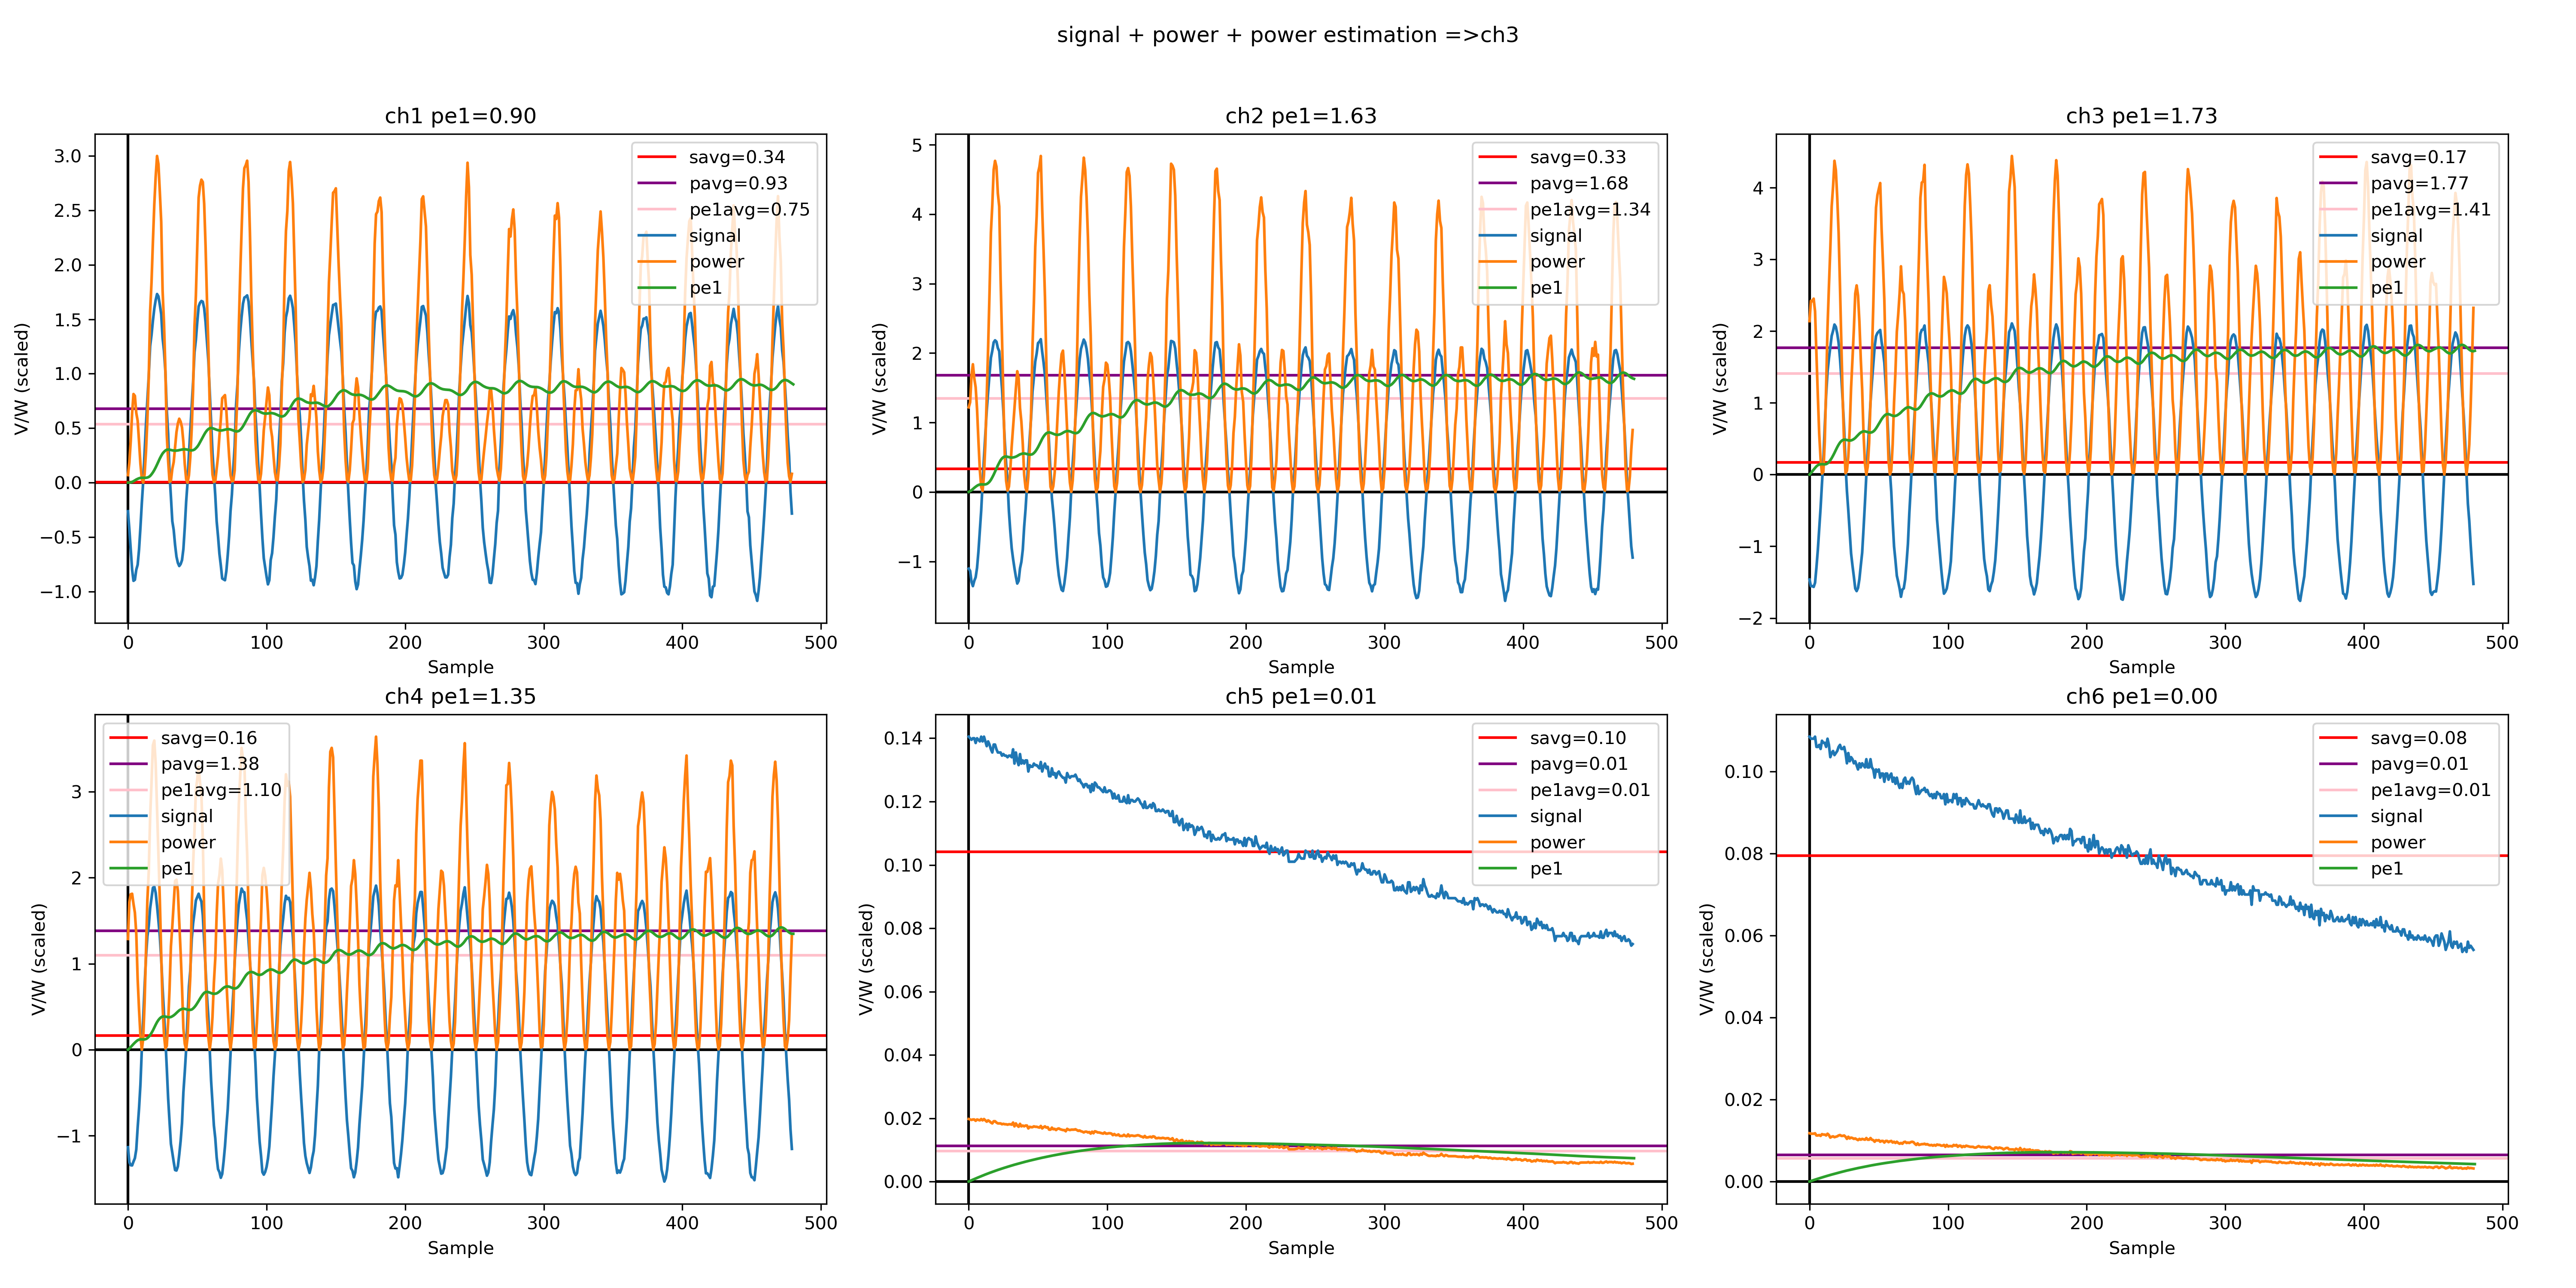 signal + power + power estimation =>ch3
ch1 pe1=0.90
V/W (scaled)
3.0
2.5
2.0
1.5
1.0
0.5
0.0
−0.5
−1.0
savg=0.34
pavg=0.93
pe1avg=0.75
signal
power
pe1
0 100 200 300 400 500
Sample
ch2 pe1=1.63
V/W (scaled)
5
4
3
2
1
0
−1
savg=0.33
pavg=1.68
pe1avg=1.34
signal
power
pe1
0 100 200 300 400 500
Sample
ch3 pe1=1.73
V/W (scaled)
4
3
2
1
0
−1
−2
savg=0.17
pavg=1.77
pe1avg=1.41
signal
power
pe1
0 100 200 300 400 500
Sample
ch4 pe1=1.35
V/W (scaled)
3
2
1
0
−1
savg=0.16
pavg=1.38
pe1avg=1.10
signal
power
pe1
0 100 200 300 400 500
Sample
ch5 pe1=0.01
V/W (scaled)
0.14
0.12
0.10
0.08
0.06
0.04
0.02
0.00
savg=0.10
pavg=0.01
pe1avg=0.01
signal
power
pe1
0 100 200 300 400 500
Sample
ch6 pe1=0.00
V/W (scaled)
0.10
0.08
0.06
0.04
0.02
0.00
savg=0.08
pavg=0.01
pe1avg=0.01
signal
power
pe1
0 100 200 300 400 500
Sample